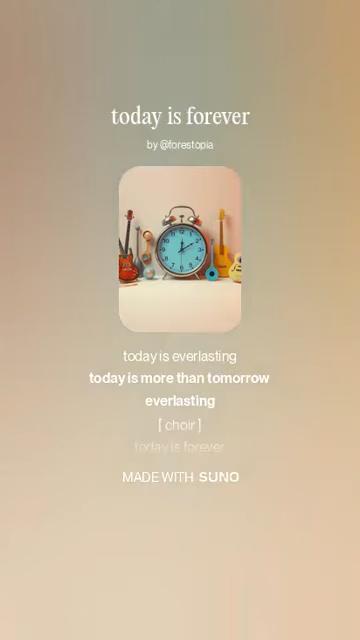 today is forever
by @forestopia
today is everlasting
today is more than tomorrow
everlasting
[ choir ]
today is forever
MADE WITH SUNO